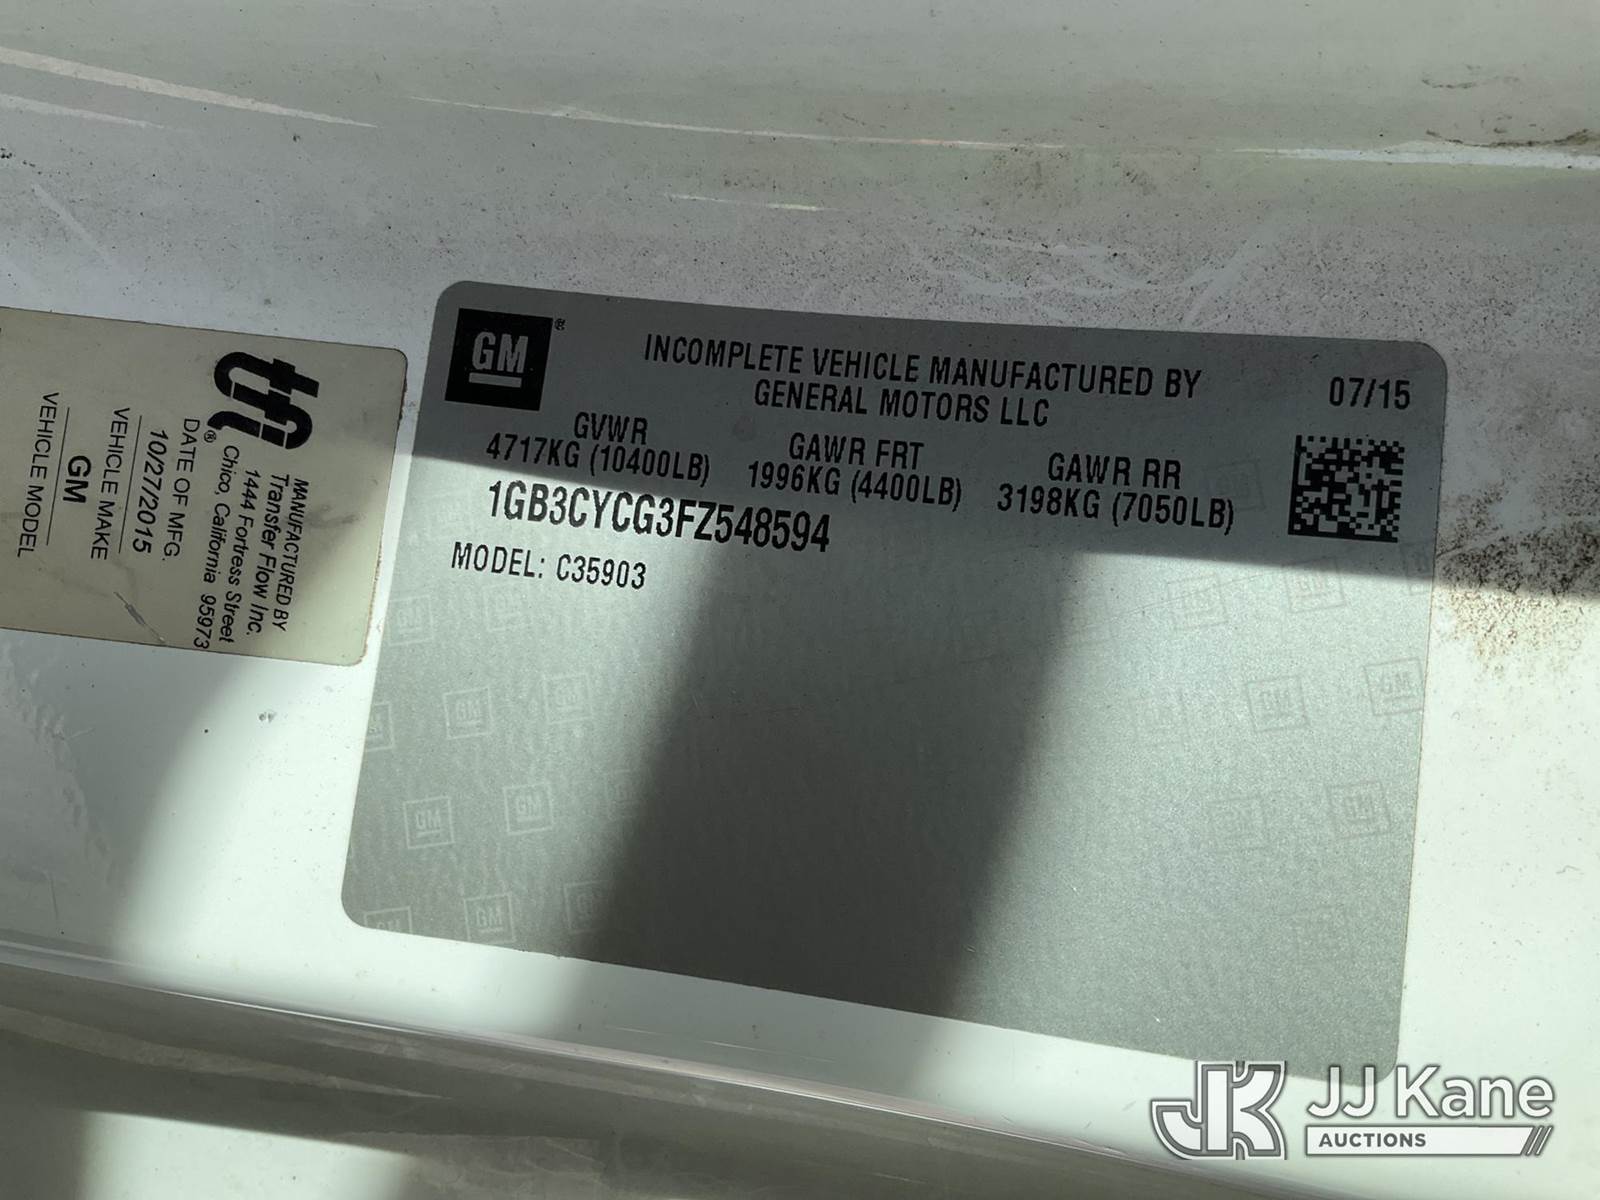 GM®
INCOMPLETE VEHICLE MANUFACTURED BY
GENERAL MOTORS LLC
07/15
GVWR
4717KG (10400LB)
GAWR FRT
1996KG (4400LB)
GAWR RR
3198KG (7050LB)
1GB3CYCG3FZ548594
MODEL: C35903
tfi®
MANUFACTURED BY
Transfer Flow Inc.
1444 Fortress Street
Chico, California 95973
DATE OF MFG.
10/27/2015
VEHICLE MAKE
GM
VEHICLE MODEL
JK JJ Kane
AUCTIONS